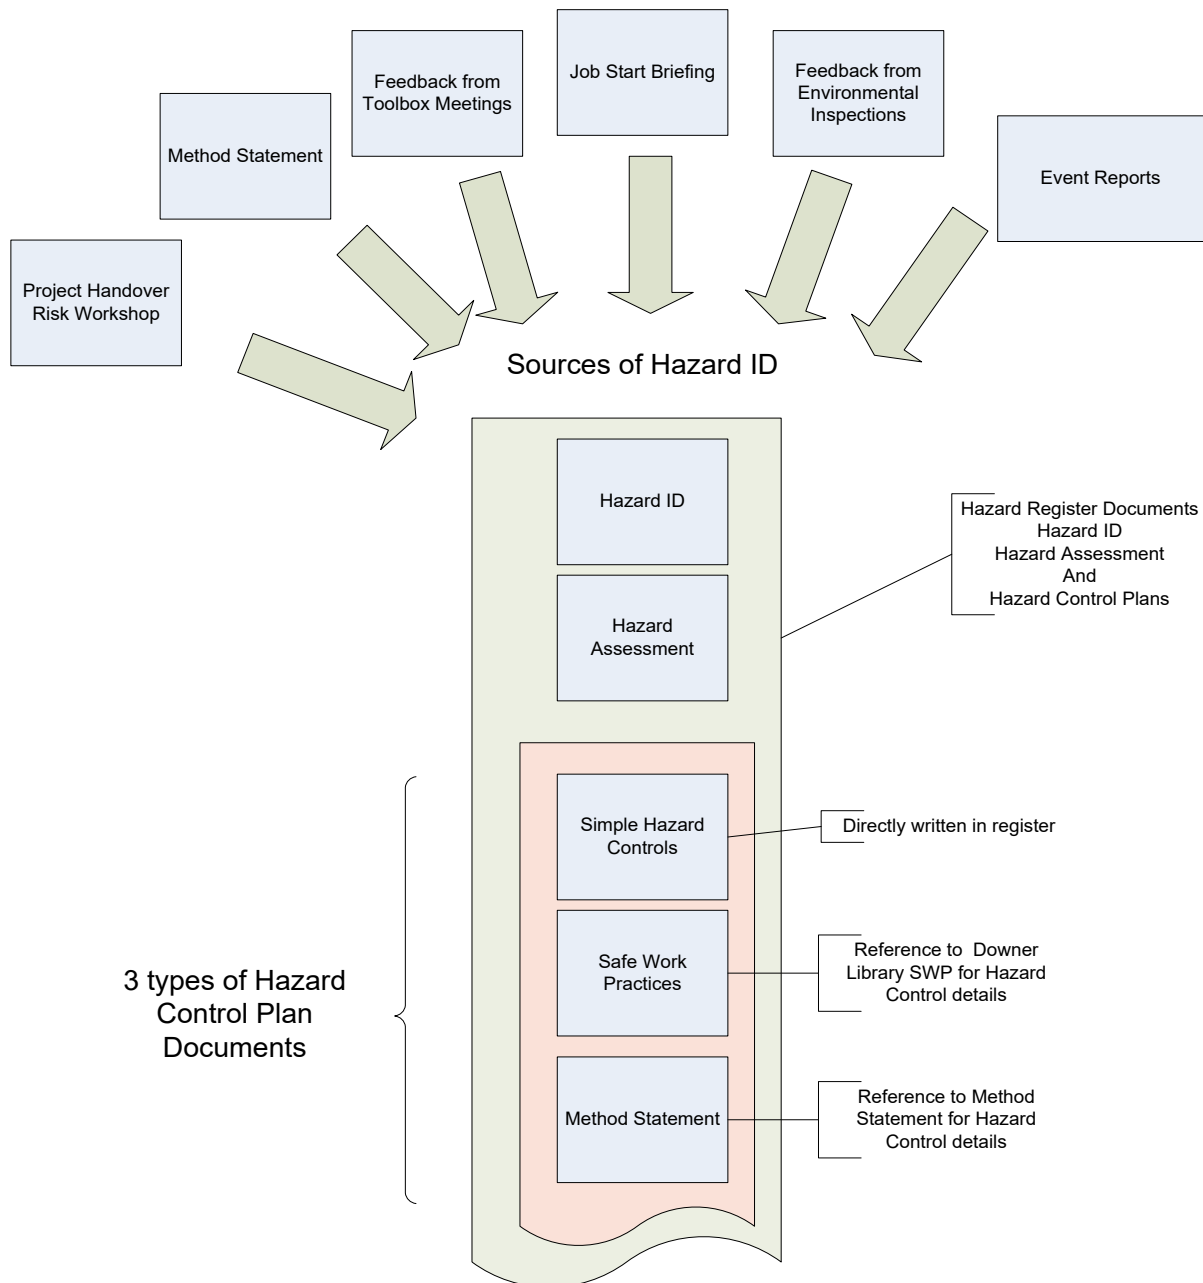 Job Start Briefing
Feedback from
Toolbox Meetings
Feedback from
Environmental
Inspections
Method Statement
Event Reports
Project Handover
Risk Workshop
Sources of Hazard ID
Hazard ID
Hazard
Assessment
Hazard Register Documents
Hazard ID
Hazard Assessment
And
Hazard Control Plans
Simple Hazard
Controls
Directly written in register
3 types of Hazard
Control Plan
Documents
Safe Work
Practices
Reference to  Downer
Library SWP for Hazard
Control details
Method Statement
Reference to Method
Statement for Hazard
Control details